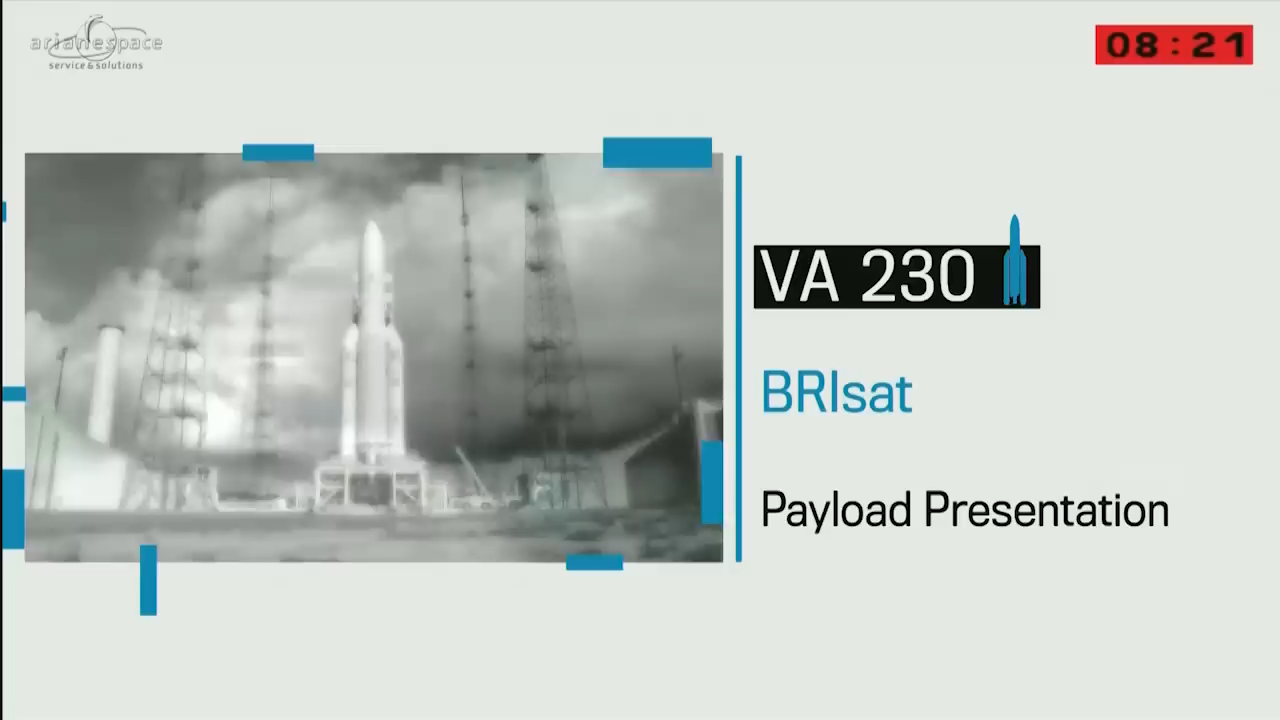 arianespace
service & solutions
08:21
VA 230
BRIsat
Payload Presentation